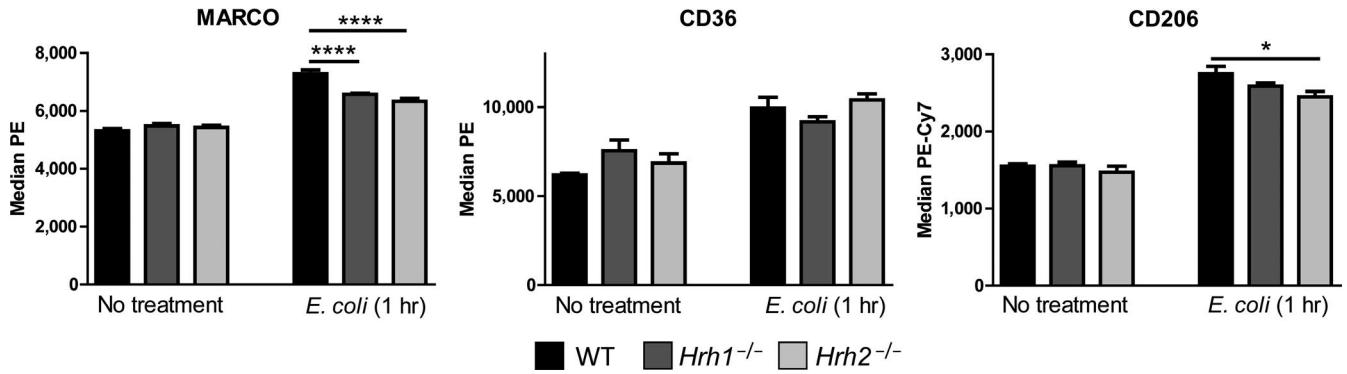 MARCO
****
****
8,000
6,000
4,000
2,000
0
Median PE
No treatment
E. coli (1 hr)
CD36
10,000
5,000
0
Median PE
No treatment
E. coli (1 hr)
CD206
*
3,000
2,000
1,000
0
Median PE-Cy7
No treatment
E. coli (1 hr)
WT Hrh1−/− Hrh2−/−